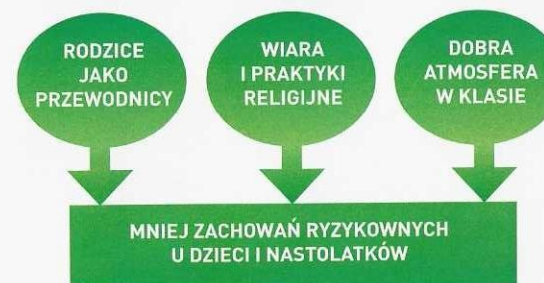 RODZICE
JAKO
PRZEWODNICY
WIARA
I PRAKTYKI
RELIGIJNE
DOBRA
ATMOSFERA
W KLASIE
MNIEJ ZACHOWAŃ RYZYKOWNYCH
U DZIECI I NASTOLATKÓW